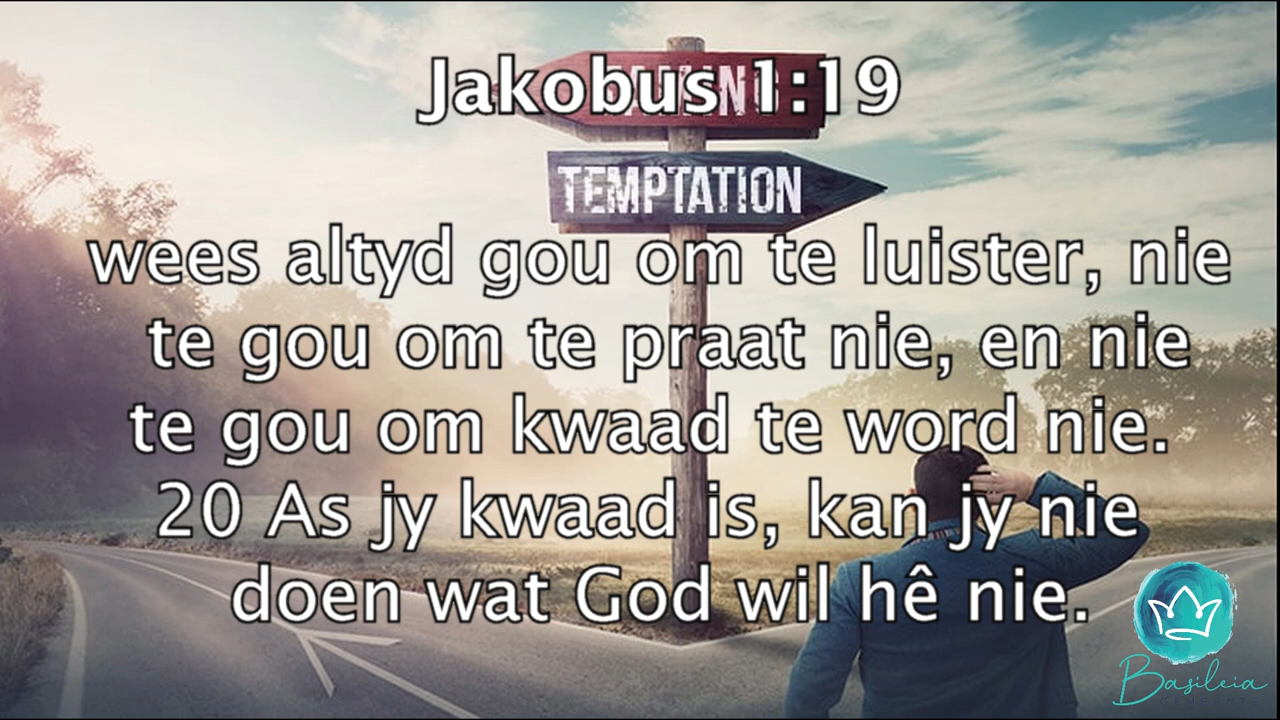 Jakobus 1:19
TEMPTATION
wees altyd gou om te luister, nie
te gou om te praat nie, en nie
te gou om kwaad te word nie.
20 As jy kwaad is, kan jy nie
doen wat God wil hê nie.
Basileia